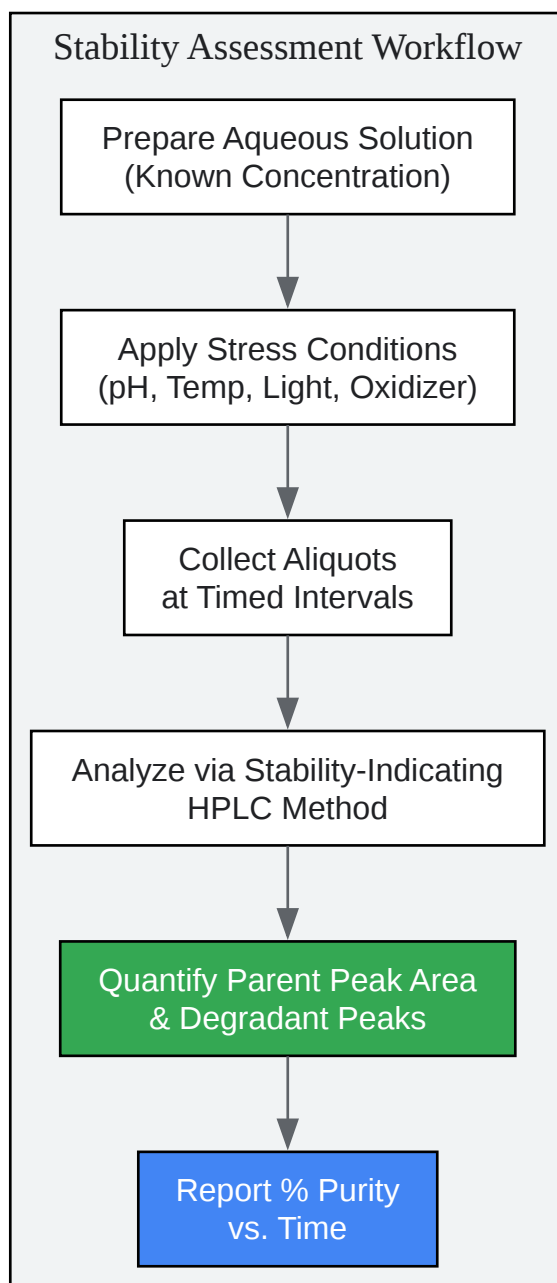 Stability Assessment Workflow
Prepare Aqueous Solution
(Known Concentration)
Apply Stress Conditions
(pH, Temp, Light, Oxidizer)
Collect Aliquots
at Timed Intervals
Analyze via Stability-Indicating
HPLC Method
Quantify Parent Peak Area
& Degradant Peaks
Report % Purity
vs. Time